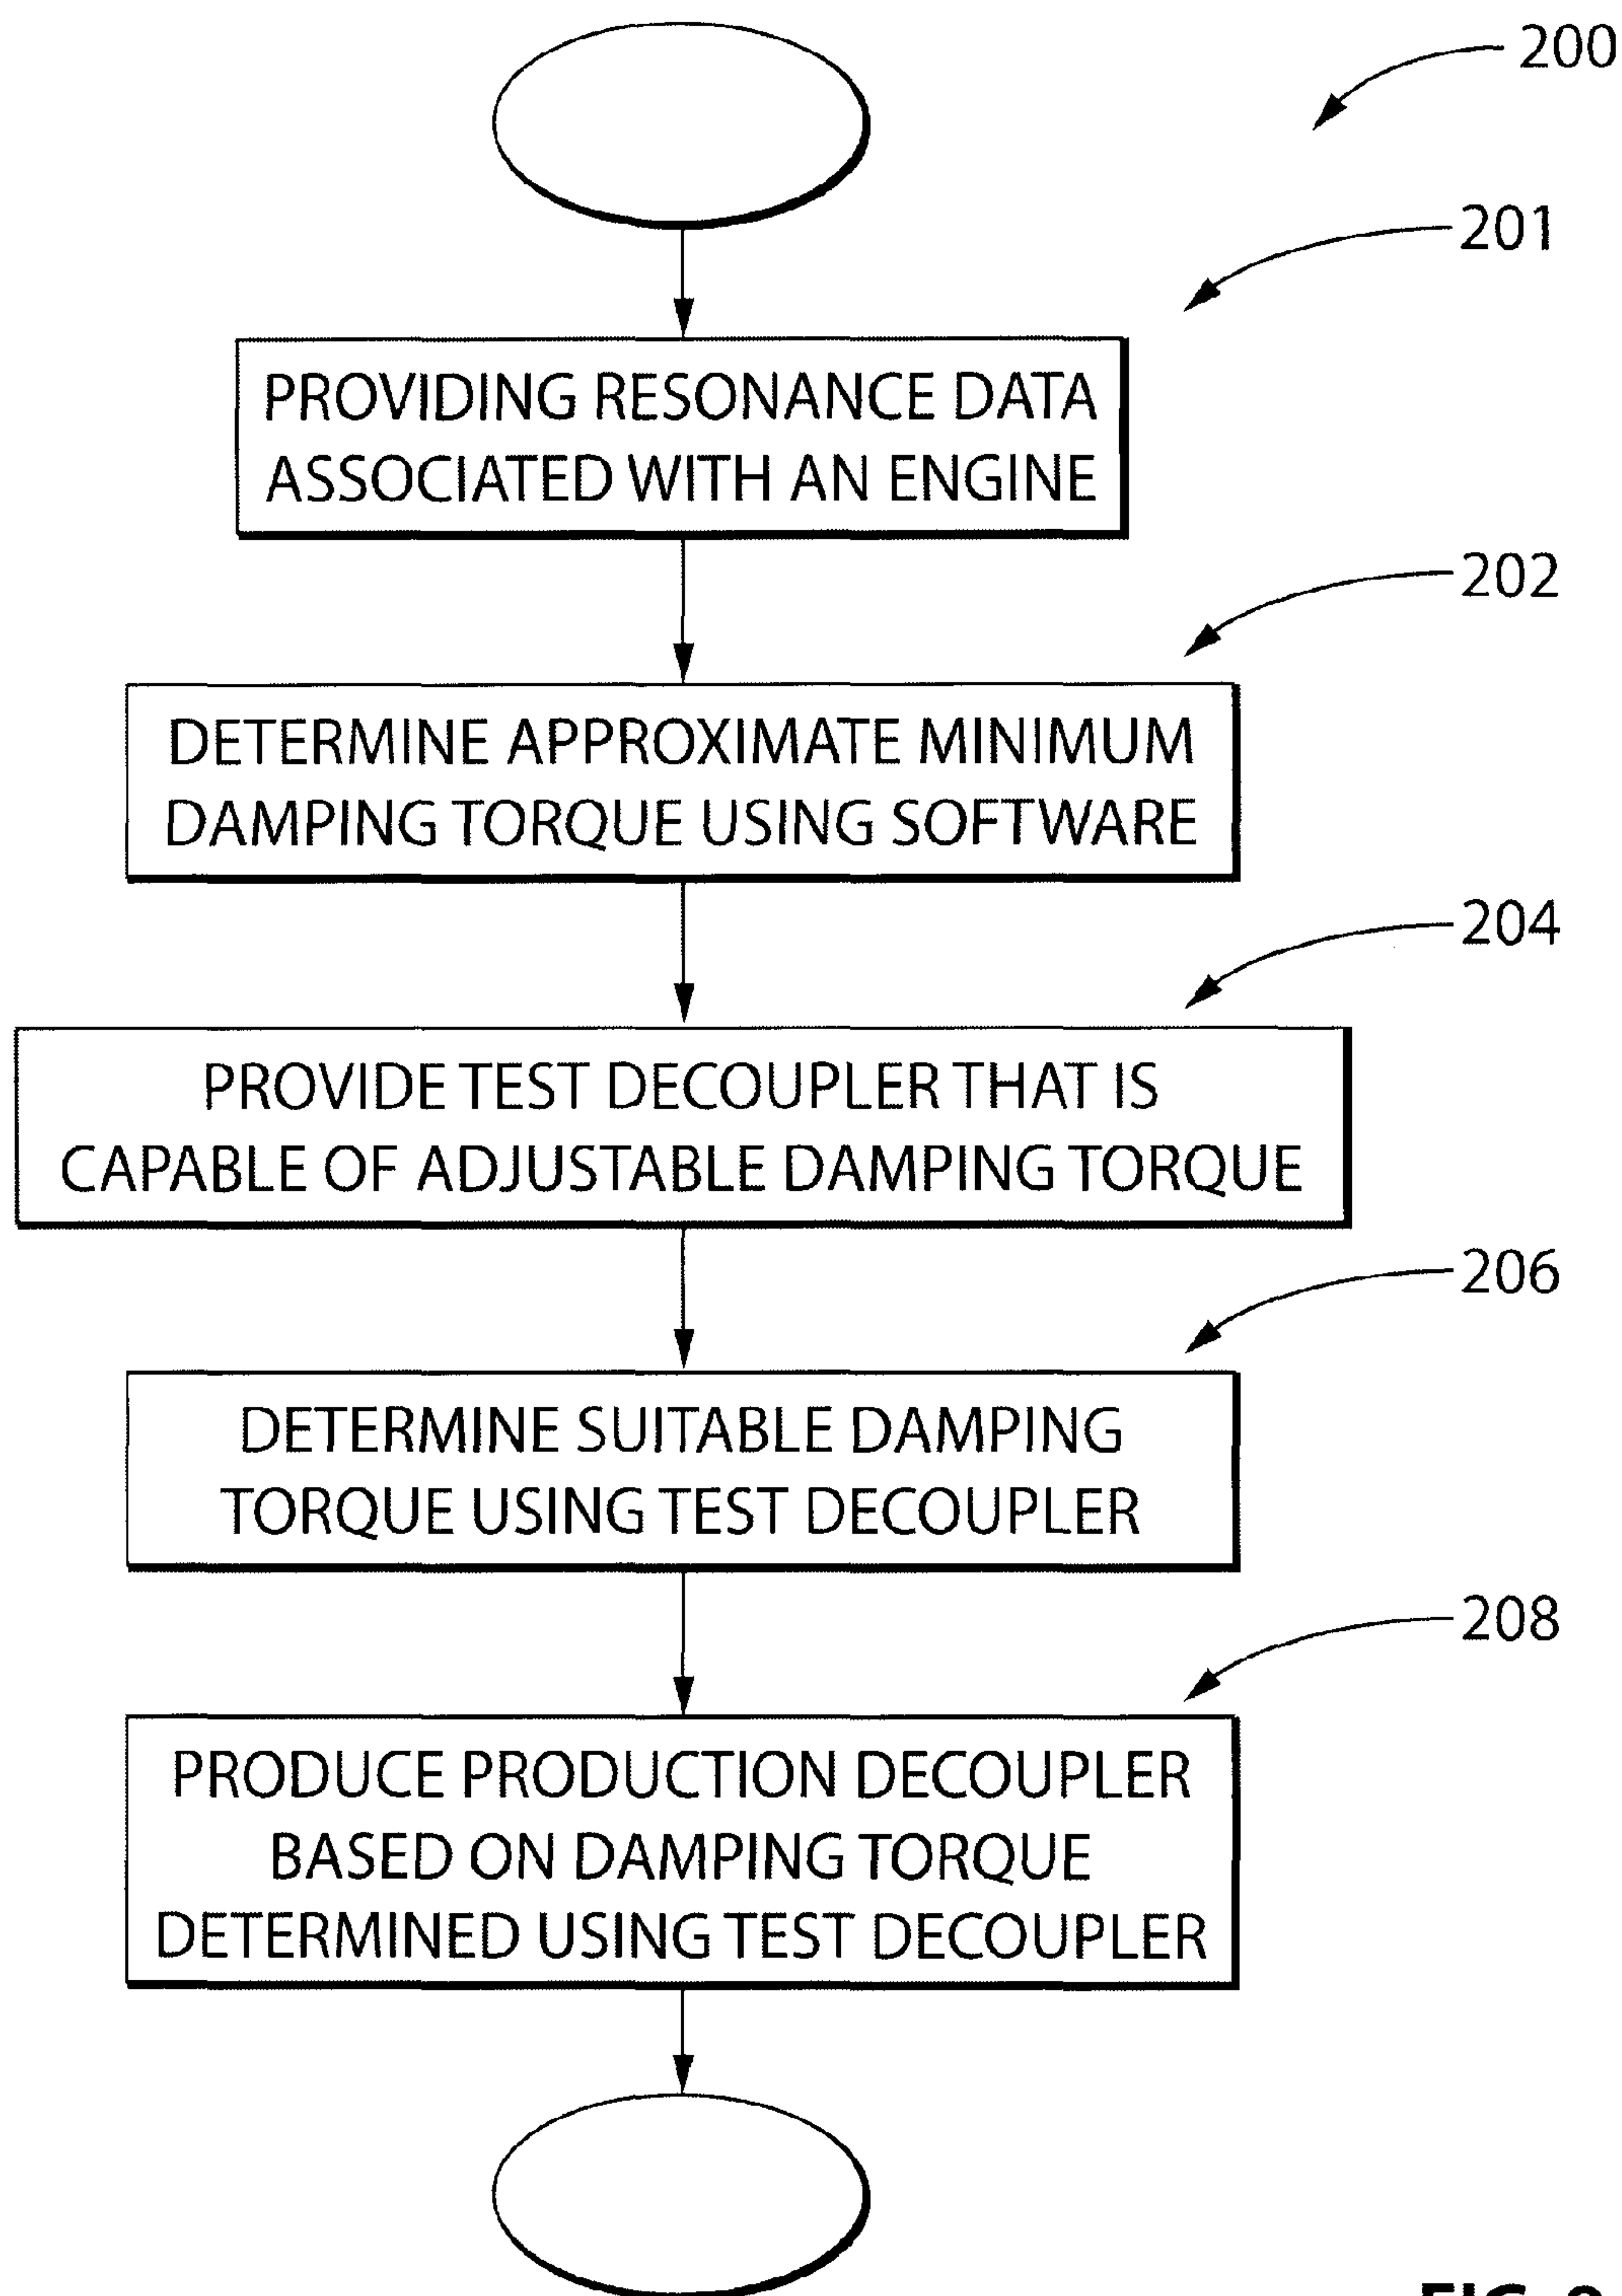 200
201
PROVIDING RESONANCE DATA
ASSOCIATED WITH AN ENGINE
202
DETERMINE APPROXIMATE MINIMUM
DAMPING TORQUE USING SOFTWARE
204
PROVIDE TEST DECOUPLER THAT IS
CAPABLE OF ADJUSTABLE DAMPING TORQUE
206
DETERMINE SUITABLE DAMPING
TORQUE USING TEST DECOUPLER
208
PRODUCE PRODUCTION DECOUPLER
BASED ON DAMPING TORQUE
DETERMINED USING TEST DECOUPLER